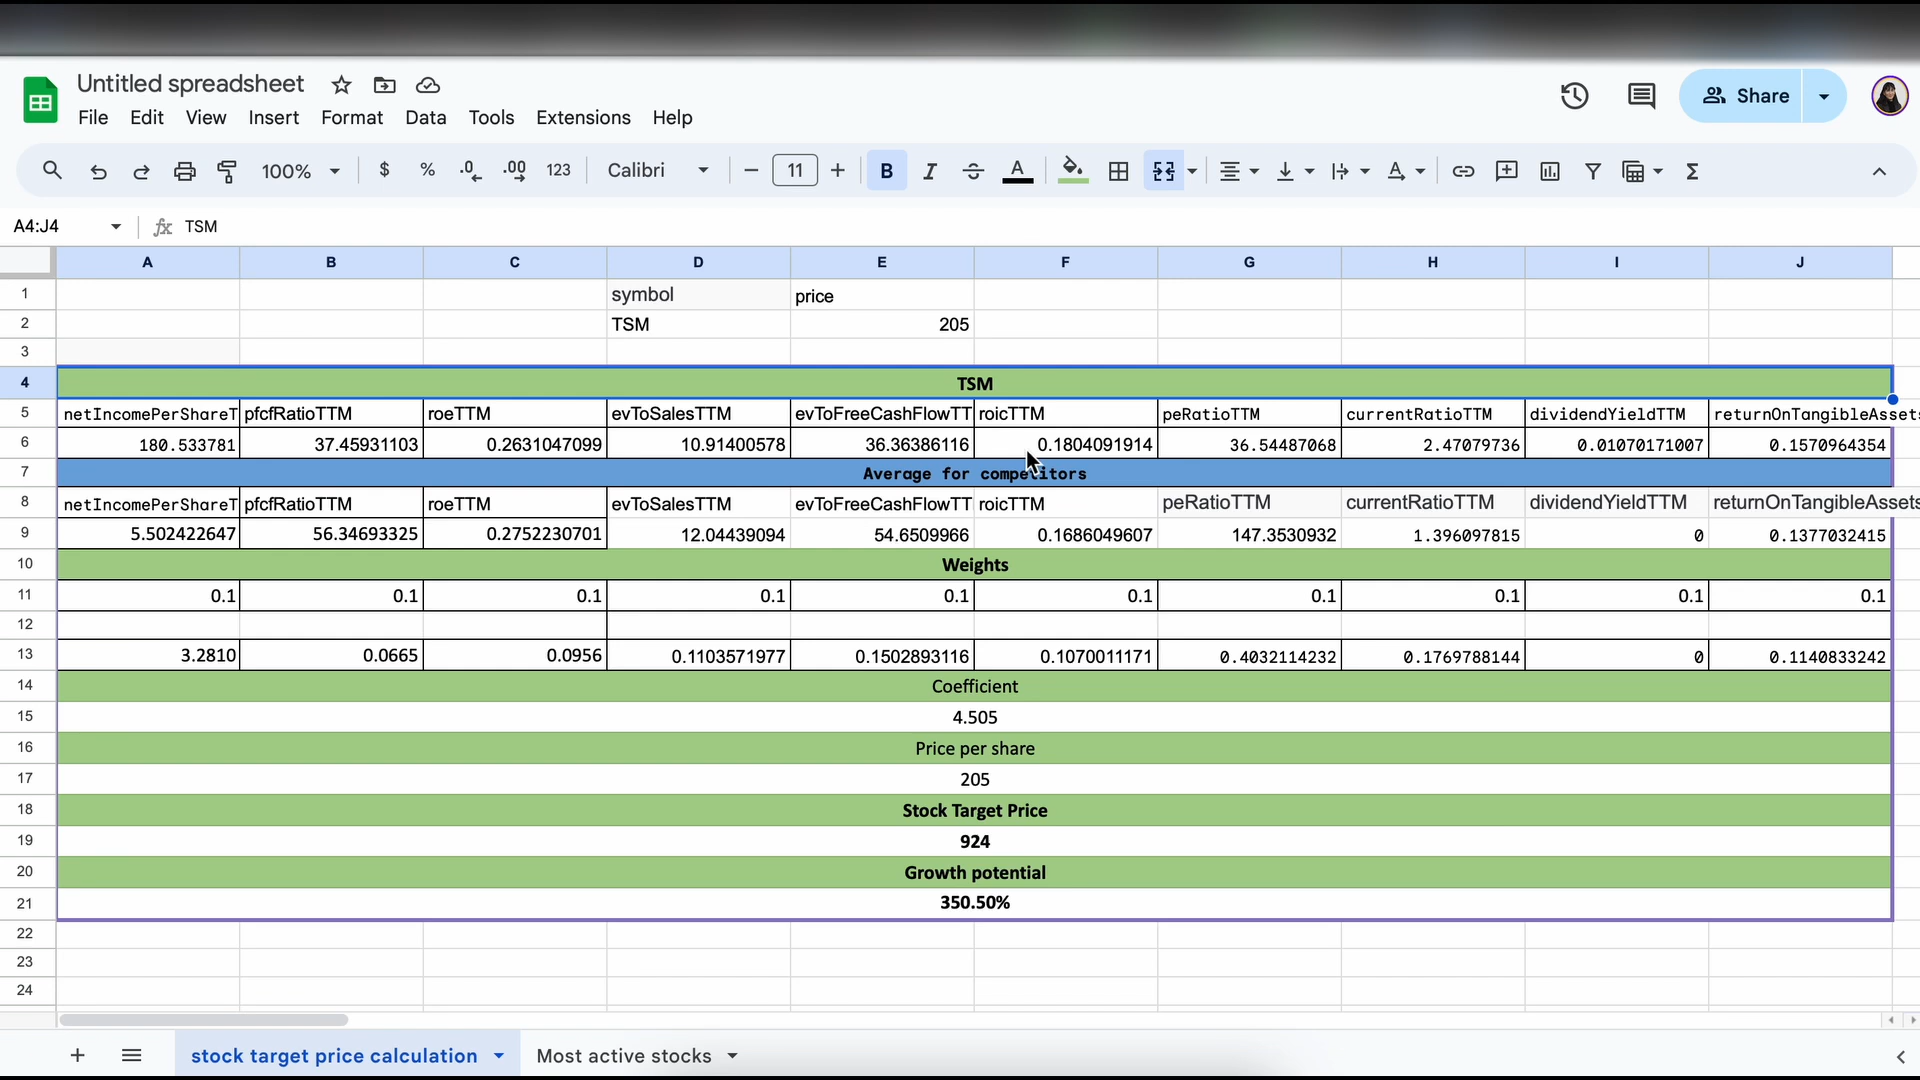 Untitled spreadsheet
File Edit View Insert Format Data Tools Extensions Help
Share
100% $ % .0 .00 123 Calibri 11 B I A
A4:J4 fx TSM
A B C D E F G H I J
1 symbol price
2 TSM 205
3
4 TSM
5 netIncomePerShareT pfcfRatioTTM roeTTM evToSalesTTM evToFreeCashFlowTT roicTTM peRatioTTM currentRatioTTM dividendYieldTTM returnOnTangibleAssets
6 180.533781 37.45931103 0.2631047099 10.91400578 36.36386116 0.1804091914 36.54487068 2.47079736 0.01070171007 0.1570964354
7 Average for competitors
8 netIncomePerShareT pfcfRatioTTM roeTTM evToSalesTTM evToFreeCashFlowTT roicTTM peRatioTTM currentRatioTTM dividendYieldTTM returnOnTangibleAssets
9 5.502422647 56.34693325 0.2752230701 12.04439094 54.6509966 0.1686049607 147.3530932 1.396097815 0 0.1377032415
10 Weights
11 0.1 0.1 0.1 0.1 0.1 0.1 0.1 0.1 0.1 0.1
12
13 3.2810 0.0665 0.0956 0.1103571977 0.1502893116 0.1070011171 0.4032114232 0.1769788144 0 0.1140833242
14 Coefficient
15 4.505
16 Price per share
17 205
18 Stock Target Price
19 924
20 Growth potential
21 350.50%
22
23
24
stock target price calculation Most active stocks